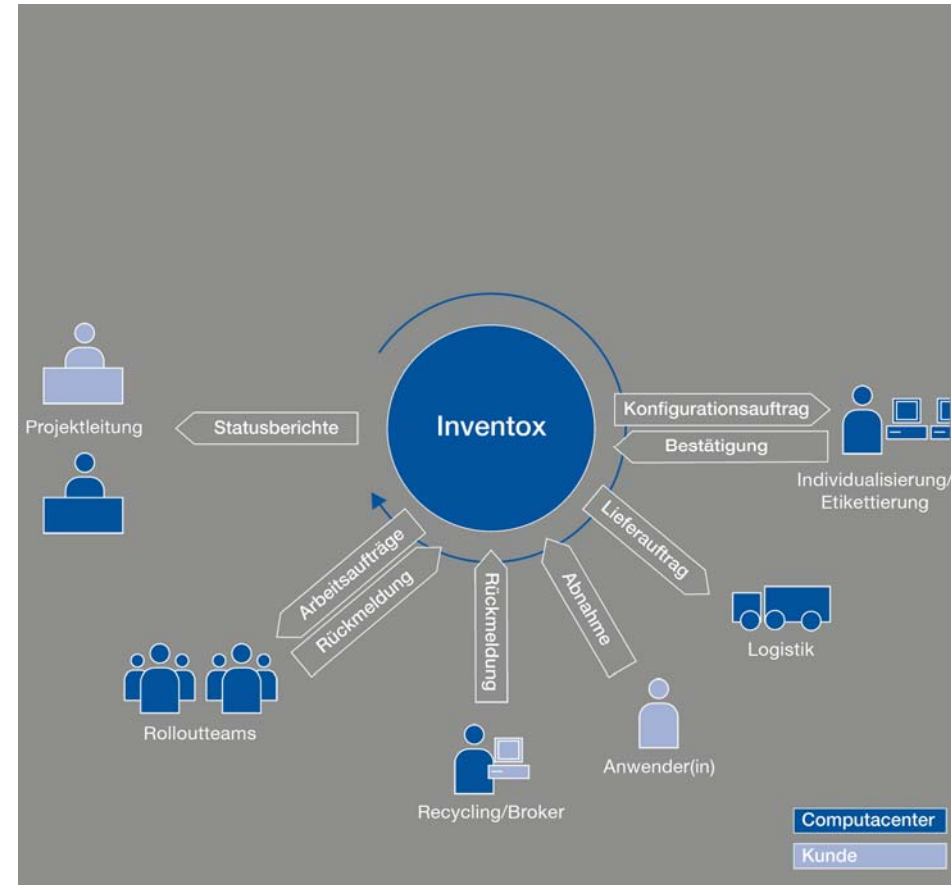 Projektleitung
Statusberichte
Inventox
Konfigurationsauftrag
Bestätigung
Individualisierung/
Etikettierung
Lieferauftrag
Logistik
Abnahme
Anwender(in)
Rückmeldung
Recycling/Broker
Arbeitsaufträge
Rückmeldung
Rolloutteams
Computacenter
Kunde